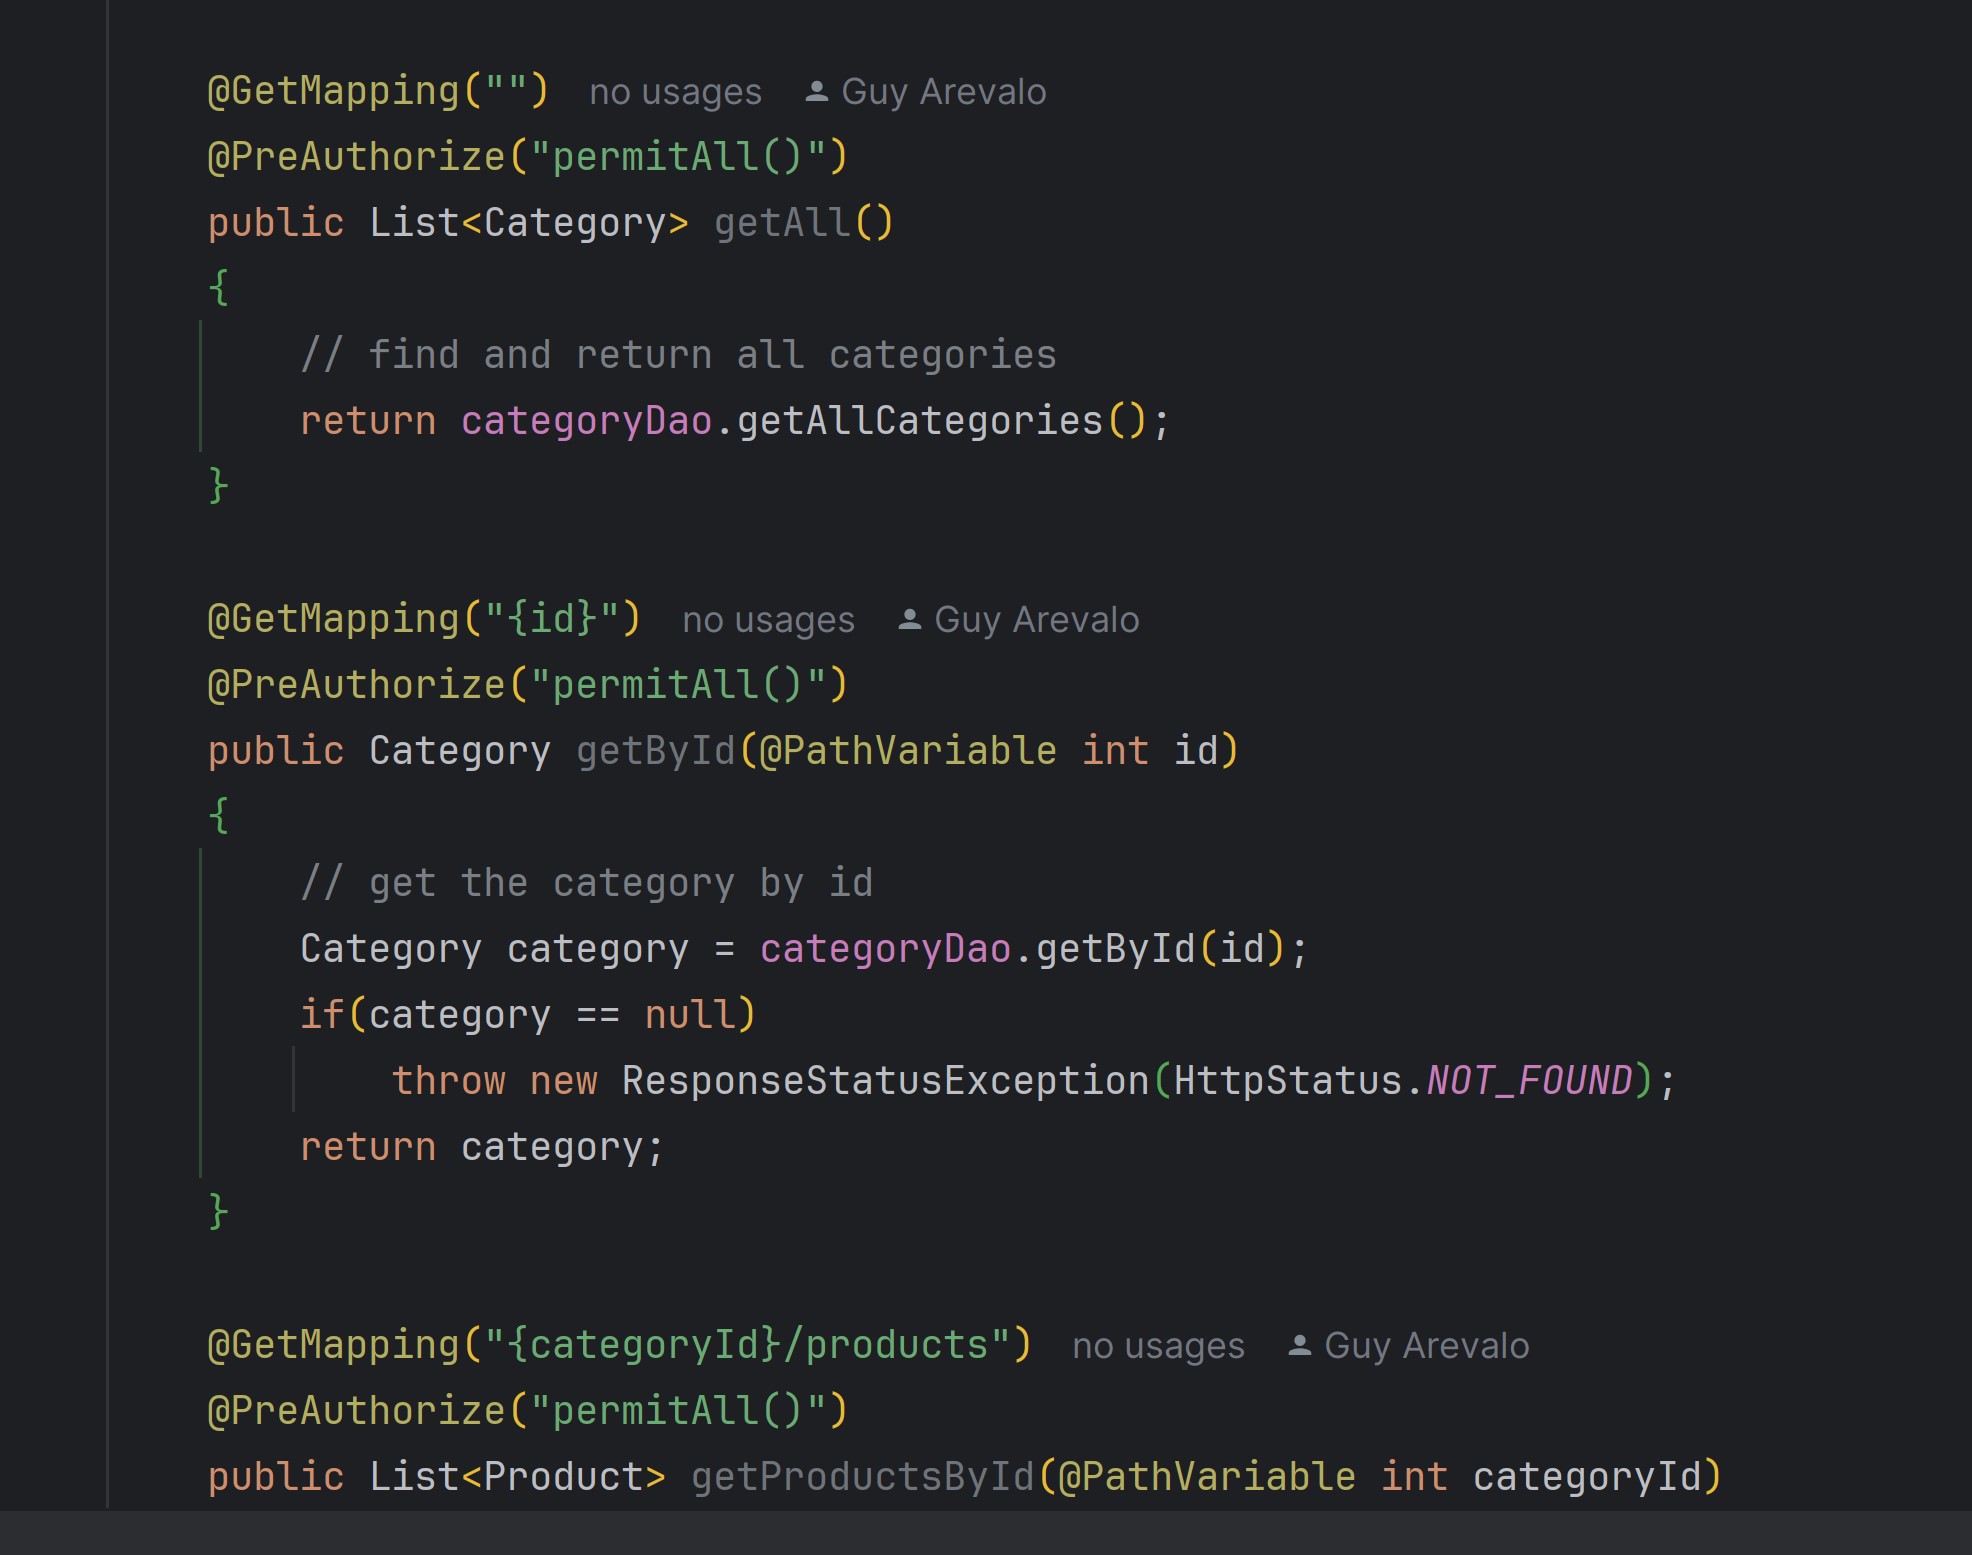 @GetMapping("") no usages Guy Arevalo
@PreAuthorize("permitAll()")
public List<Category> getAll()
{
// find and return all categories
return categoryDao.getAllCategories();
}
@GetMapping("{id}") no usages Guy Arevalo
@PreAuthorize("permitAll()")
public Category getById(@PathVariable int id)
{
// get the category by id
Category category = categoryDao.getById(id);
if(category == null)
throw new ResponseStatusException(HttpStatus.NOT_FOUND);
return category;
}
@GetMapping("{categoryId}/products") no usages Guy Arevalo
@PreAuthorize("permitAll()")
public List<Product> getProductsById(@PathVariable int categoryId)